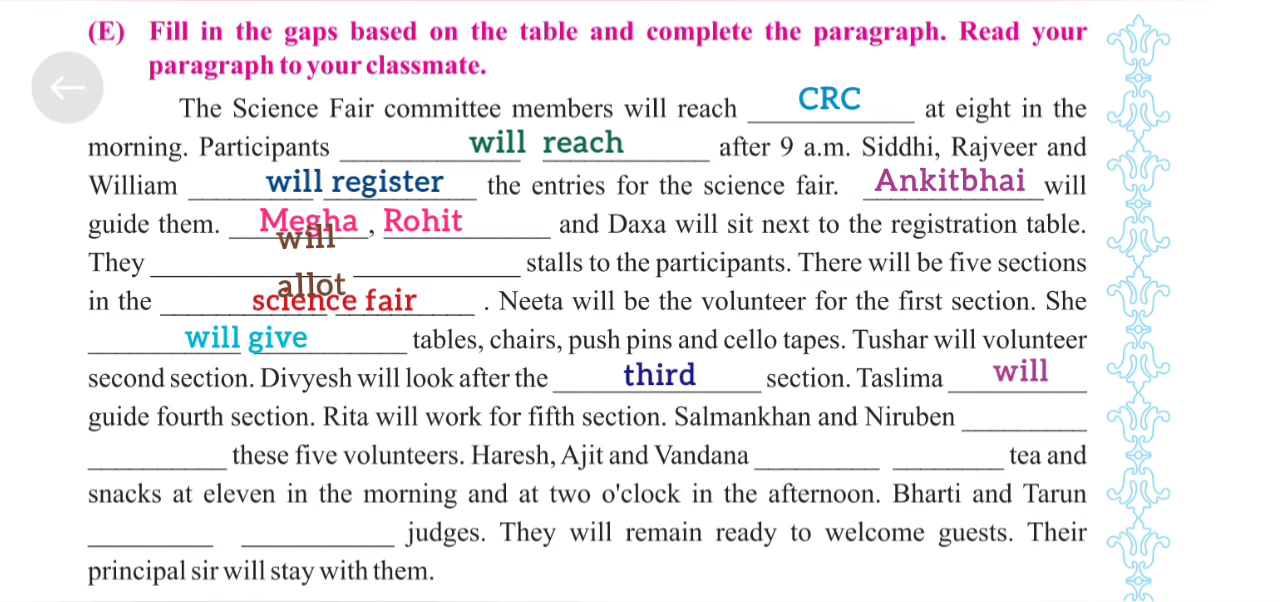 (E) Fill in the gaps based on the table and complete the paragraph. Read your
paragraph to your classmate.
The Science Fair committee members will reach CRC at eight in the
morning. Participants will reach after 9 a.m. Siddhi, Rajveer and
William will register the entries for the science fair. Ankitbhai will
guide them. Megha , Rohit and Daxa will sit next to the registration table.
They will allot stalls to the participants. There will be five sections
in the science fair . Neeta will be the volunteer for the first section. She
will give tables, chairs, push pins and cello tapes. Tushar will volunteer
second section. Divyesh will look after the third section. Taslima will
guide fourth section. Rita will work for fifth section. Salmankhan and Niruben
these five volunteers. Haresh, Ajit and Vandana tea and
snacks at eleven in the morning and at two o'clock in the afternoon. Bharti and Tarun
judges. They will remain ready to welcome guests. Their
principal sir will stay with them.